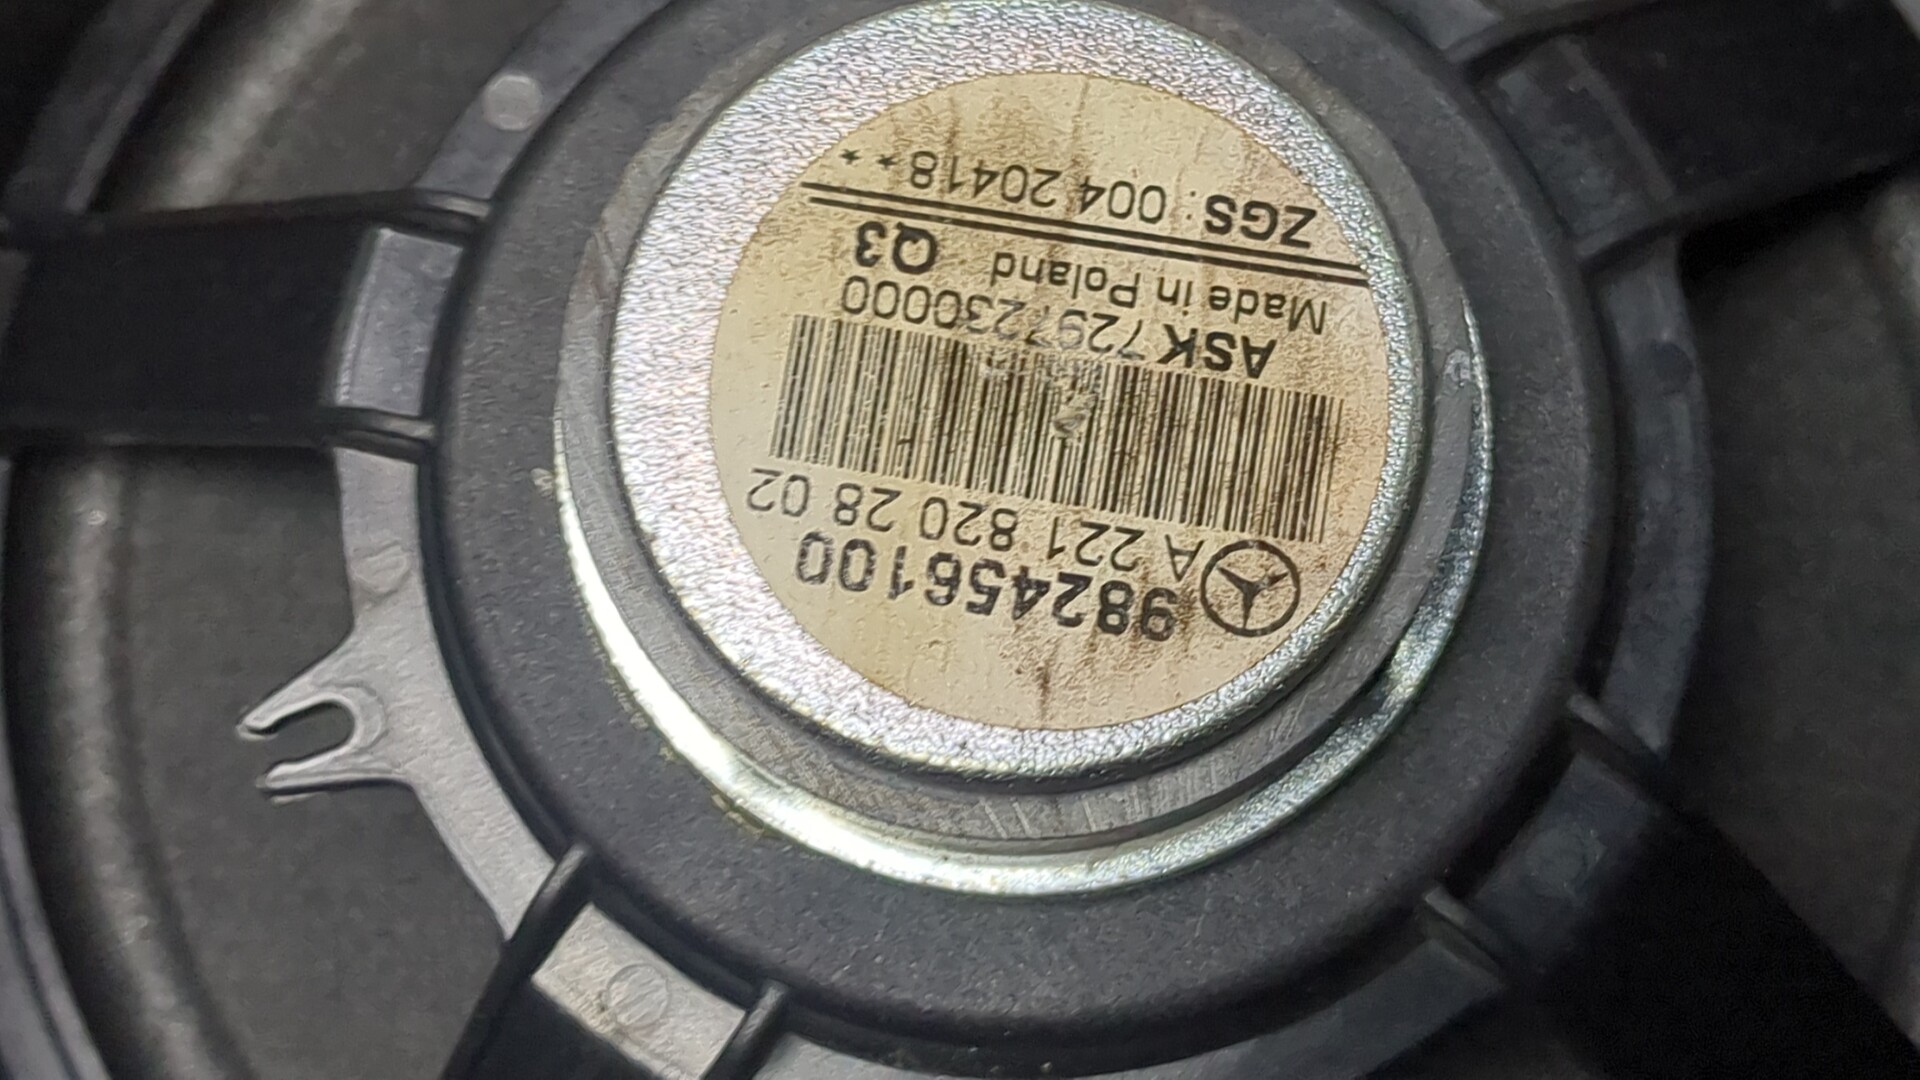 982456100
A 221 820 28 02
ASK 7297230000
Made in Poland Q3
ZGS: 004 20418**